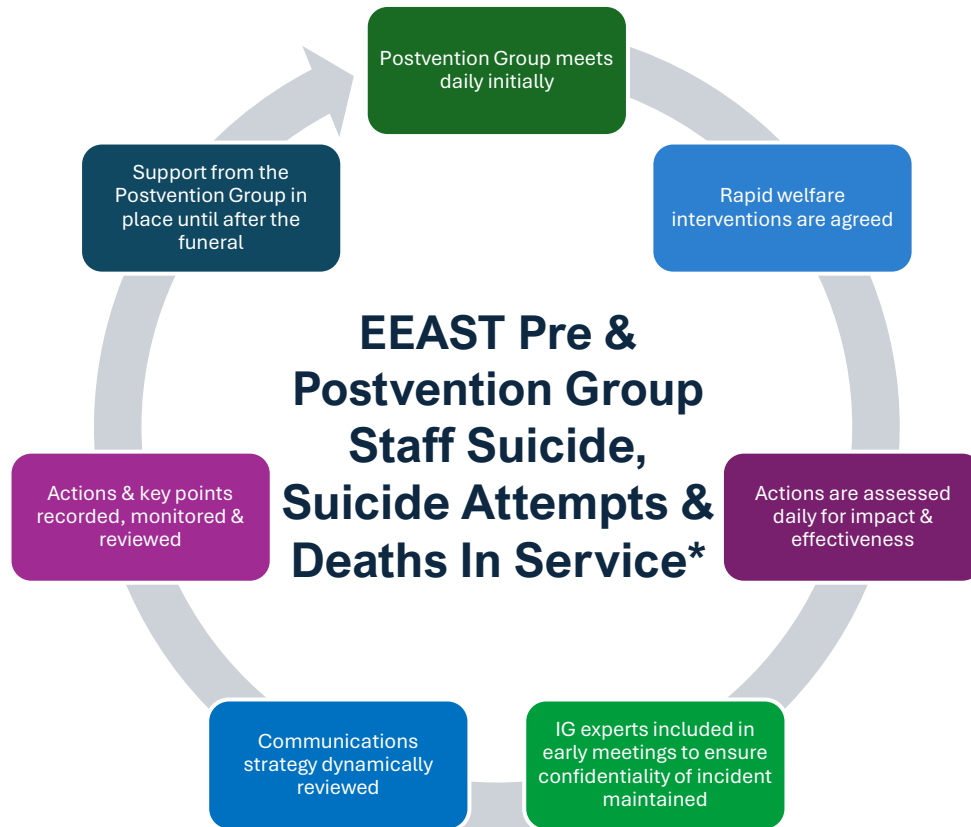 Postvention Group meets
daily initially
Rapid welfare
interventions are agreed
Actions are assessed
daily for impact &
effectiveness
IG experts included in
early meetings to ensure
confidentiality of incident
maintained
Communications
strategy dynamically
reviewed
Actions & key points
recorded, monitored &
reviewed
Support from the
Postvention Group in
place until after the
funeral
EEAST Pre &
Postvention Group
Staff Suicide,
Suicide Attempts &
Deaths In Service*